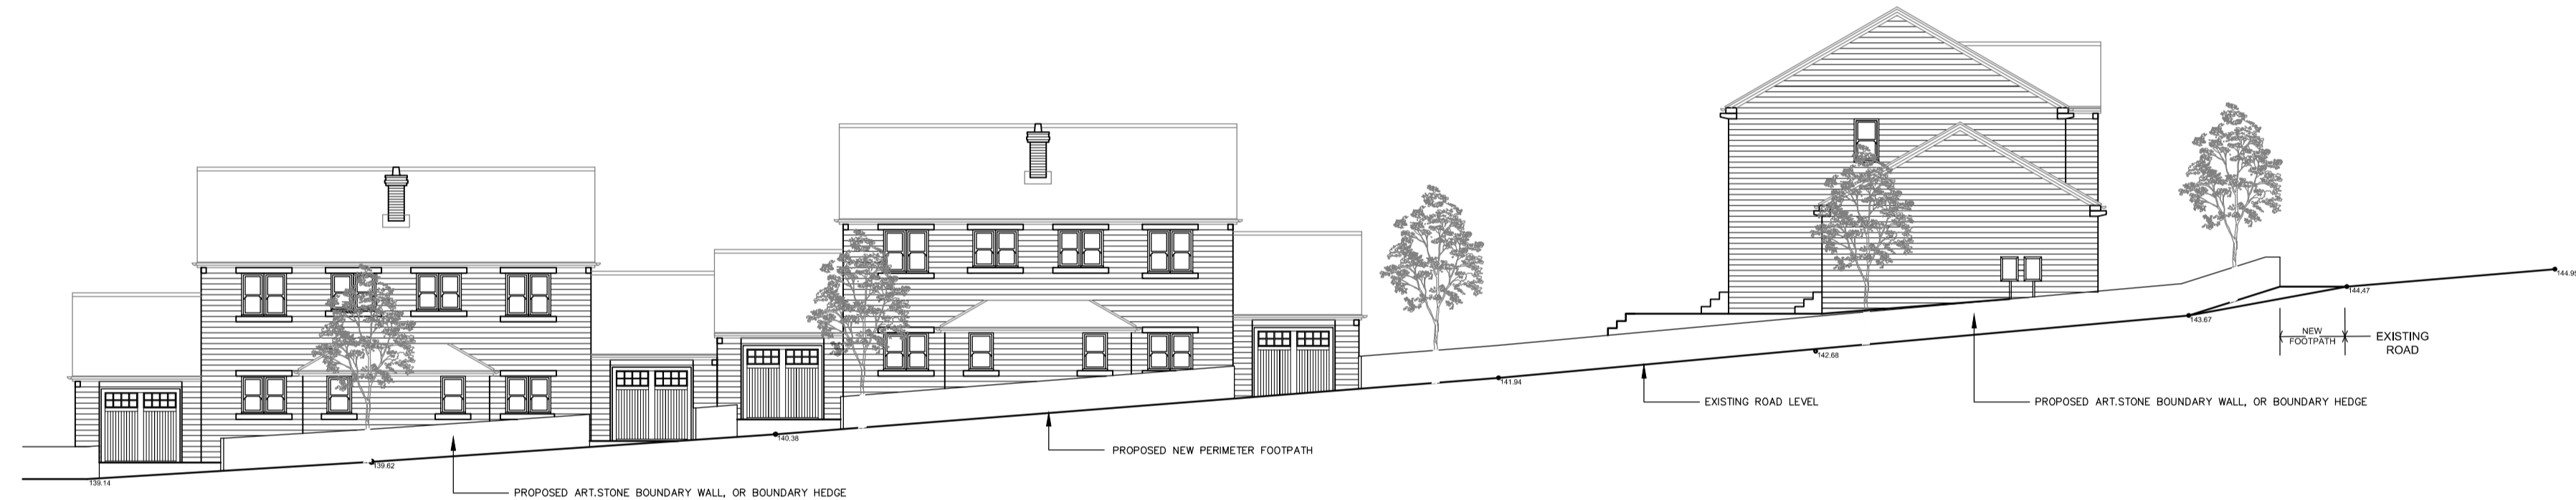 139.14
139.62
140.38
141.94
142.68
143.67
144.47
144.99
NEW
FOOTPATH
EXISTING
ROAD
EXISTING ROAD LEVEL
PROPOSED ART.STONE BOUNDARY WALL, OR BOUNDARY HEDGE
PROPOSED NEW PERIMETER FOOTPATH
PROPOSED ART.STONE BOUNDARY WALL, OR BOUNDARY HEDGE